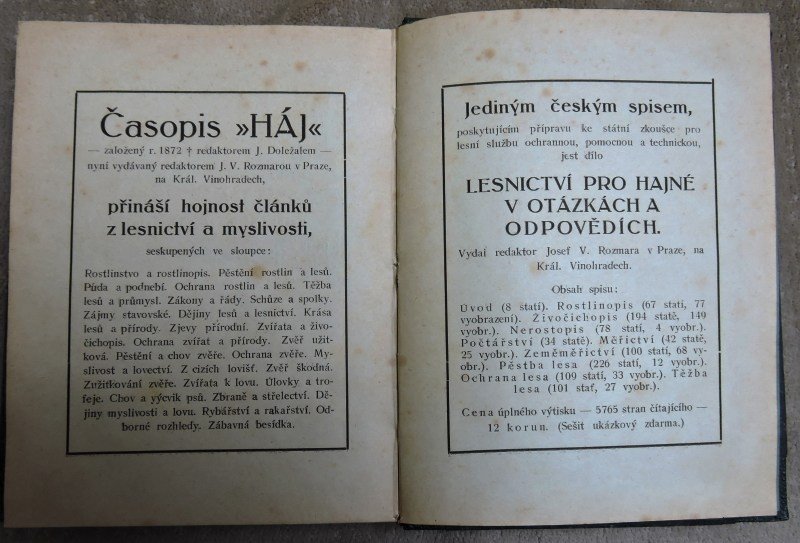 Časopis »HÁJ«
— založený r. 1872 † redaktorem J. Doležalem —
nyní vydávaný redaktorem J. V. Rozmarou v Praze,
na Král. Vinohradech,
přináší hojnost článků
z lesnictví a myslivosti,
seskupených ve sloupce:
Rostlinstvo a rostlinopis. Pěstění rostlin a lesů.
Půda a podnebí. Ochrana rostlin a lesů. Těžba
lesů a průmysl. Zákony a řády. Schůze a spolky.
Zájmy stavovské. Dějiny lesů a lesnictví. Krása
lesů a přírody. Zjevy přírodní. Zvířata a živo-
čichopis. Ochrana zvířat a přírody. Zvěř užit-
ková. Pěstění a chov zvěře. Ochrana zvěře. My-
slivost a lovectví. Z cizích lovišť. Zvěř škodná.
Zužitkování zvěře. Zvířata k lovu. Úlovky a tro-
feje. Chov a výcvik psů. Zbraně a střelectví. Dě-
jiny myslivosti a lovu. Rybářství a rakařství. Od-
borné rozhledy. Zábavná besídka.
Jediným českým spisem,
poskytujícím přípravu ke státní zkoušce pro
lesní službu ochrannou, pomocnou a technickou,
jest dílo
LESNICTVÍ PRO HAJNÉ
V OTÁZKÁCH A
ODPOVĚDÍCH.
Vydal redaktor Josef V. Rozmara v Praze, na
Král. Vinohradech.
Obsah spisu:
Úvod (8 statí). Rostlinopis (67 statí, 77
vyobrazení). Živočichopis (194 statě, 149
vyobr.). Nerostopis (78 statí, 4 vyobr.).
Počtářství (34 statě). Měřictví (42 statě,
25 vyobr.). Zeměměřictví (100 statí, 68 vy-
obr.). Pěstba lesa (226 statí, 12 vyobr.).
Ochrana lesa (109 statí, 33 vyobr.). Těžba
lesa (101 stať, 27 vyobr.).
Cena úplného výtisku — 5765 stran čítajícího —
12 korun. (Sešit ukázkový zdarma.)